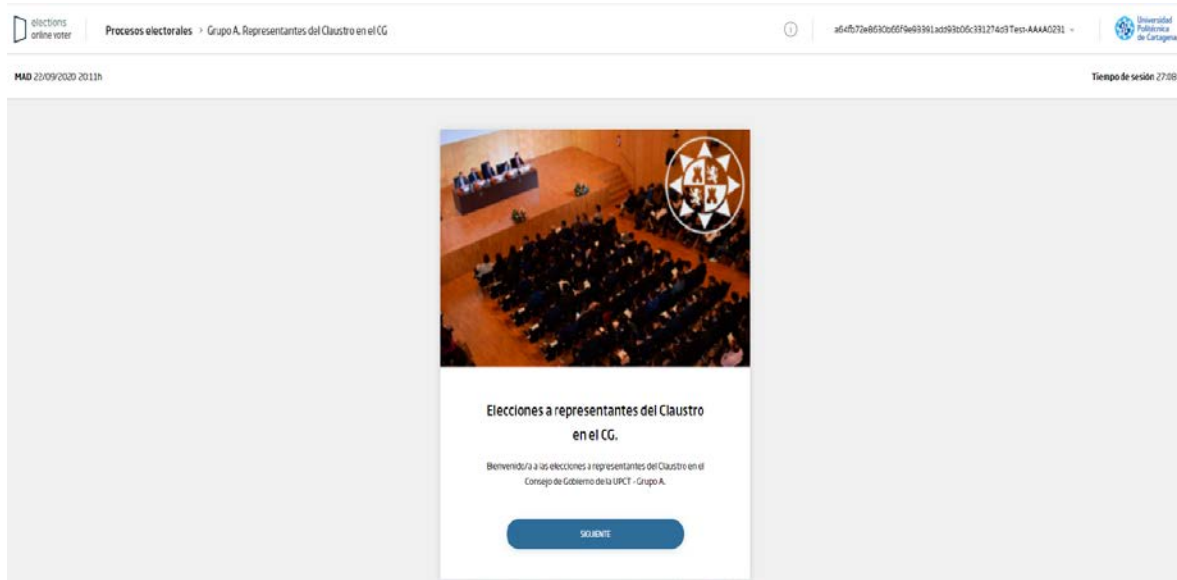 elections
online voter
Procesos electorales > Grupo A. Representantes del Claustro en el CG
Universidad
Politécnica
de Cartagena
MAD 22/09/2020 20:11h
Tiempo de sesión 27:08
Elecciones a representantes del Claustro
en el CG.
Bienvenido/a a las elecciones a representantes del Claustro en el
Consejo de Gobierno de la UPCT - Grupo A.
SIGUIENTE